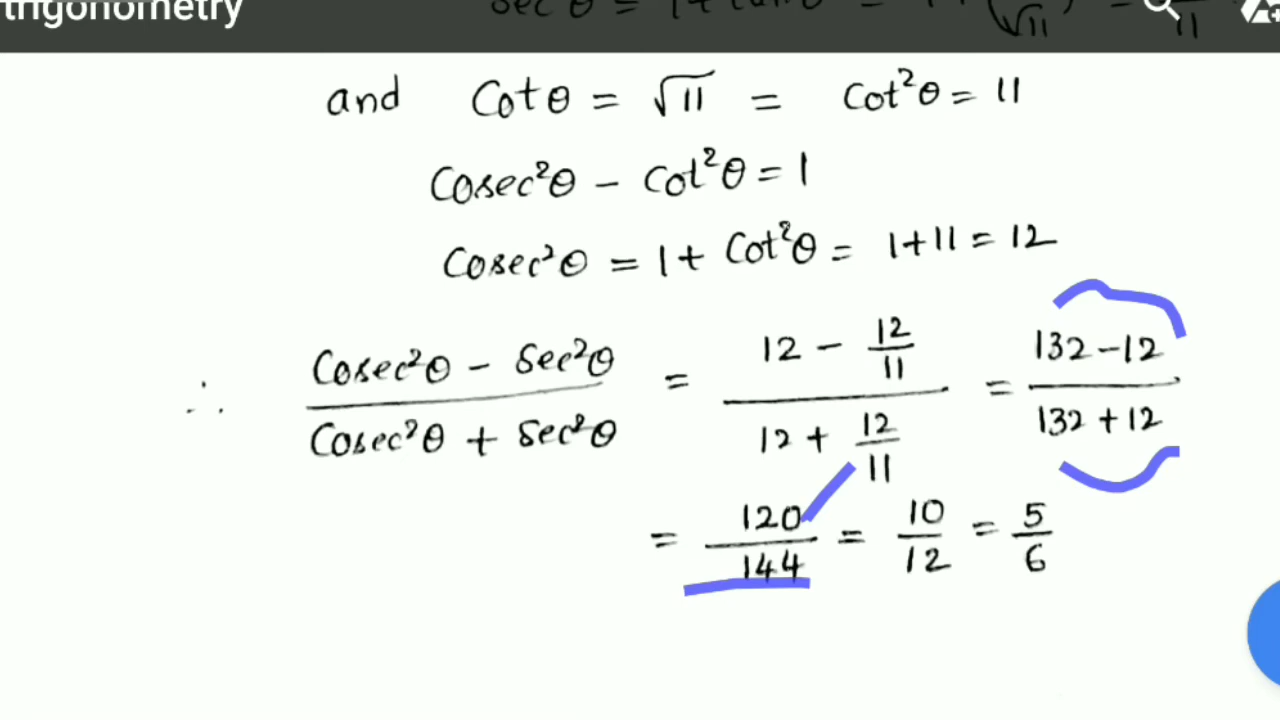 trigonometry
and Cotθ = √11 = Cot²θ = 11
Cosec²θ - Cot²θ = 1
Cosec²θ = 1 + Cot²θ = 1+11 = 12
∴ (Cosec²θ - Sec²θ)/(Cosec²θ + Sec²θ) = (12 - 12/11)/(12 + 12/11) = (132-12)/(132+12)
= 120/144 = 10/12 = 5/6